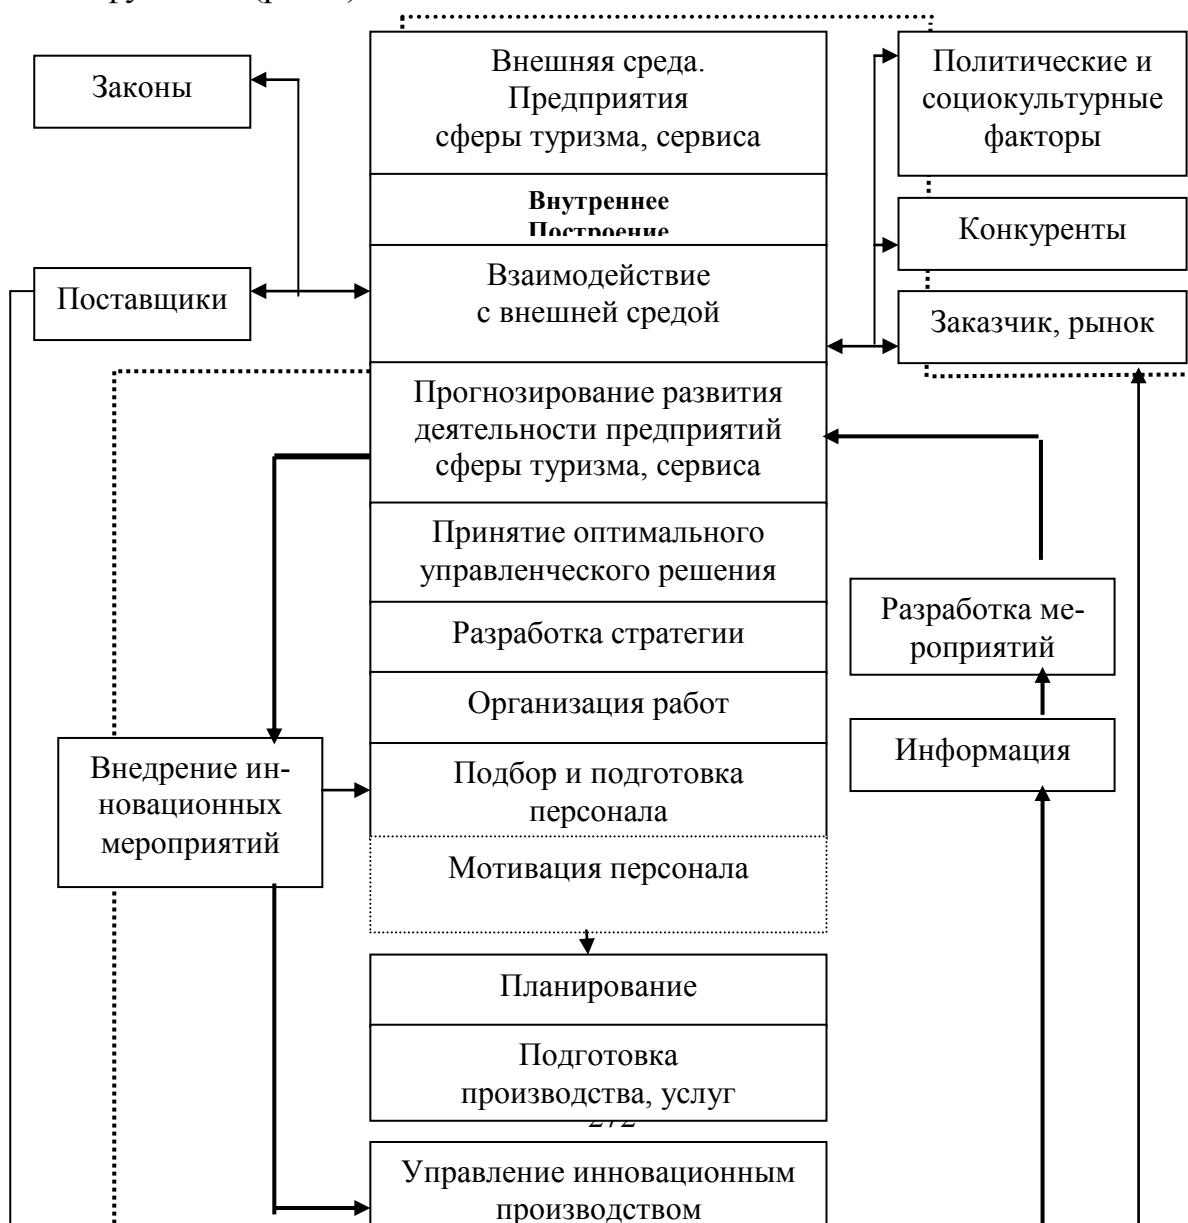 Законы
Внешняя среда.
Предприятия
сферы туризма, сервиса
Политические и
социокультурные
факторы
Внутреннее
Построение
Конкуренты
Поставщики
Взаимодействие
с внешней средой
Заказчик, рынок
Прогнозирование развития
деятельности предприятий
сферы туризма, сервиса
Принятие оптимального
управленческого решения
Разработка ме-
роприятий
Разработка стратегии
Организация работ
Информация
Внедрение ин-
новационных
мероприятий
Подбор и подготовка
персонала
Мотивация персонала
Планирование
Подготовка
производства, услуг
Управление инновационным
производством